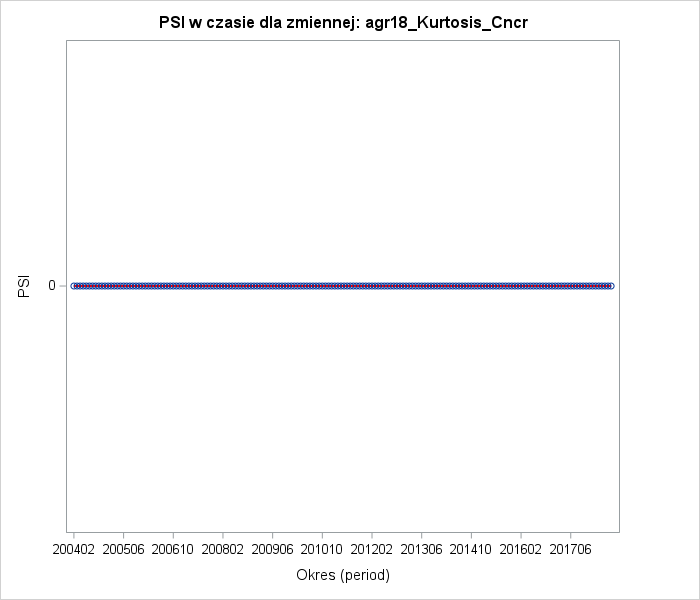 PSI w czasie dla zmiennej: agr18_Kurtosis_Cncr
PSI
0
200402 200506 200610 200802 200906 201010 201202 201306 201410 201602 201706
Okres (period)